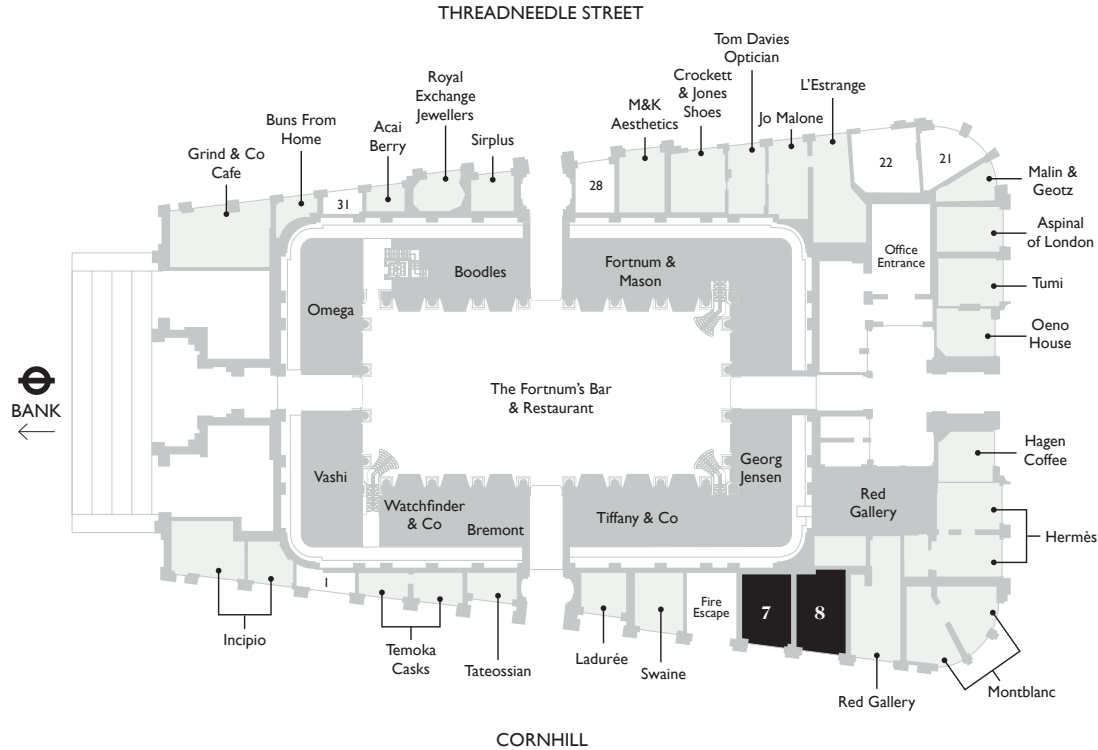 THREADNEEDLE STREET
Tom Davies
Optician
Royal
Exchange
Jewellers
Crockett
& Jones
Shoes
L'Estrange
Buns From
Home
Acai
Berry
Sirplus
M&K
Aesthetics
Jo Malone
Grind & Co
Cafe
31
28
22
21
Malin &
Geotz
Aspinal
of London
Office
Entrance
Boodles
Fortnum &
Mason
Tumi
Omega
Oeno
House
BANK
The Fortnum's Bar
& Restaurant
Hagen
Coffee
Vashi
Georg
Jensen
Watchfinder
& Co
Bremont
Tiffany & Co
Red
Gallery
Hermès
1
Fire
Escape
7
8
Incipio
Temoka
Casks
Tateossian
Ladurée
Swaine
Red Gallery
Montblanc
CORNHILL